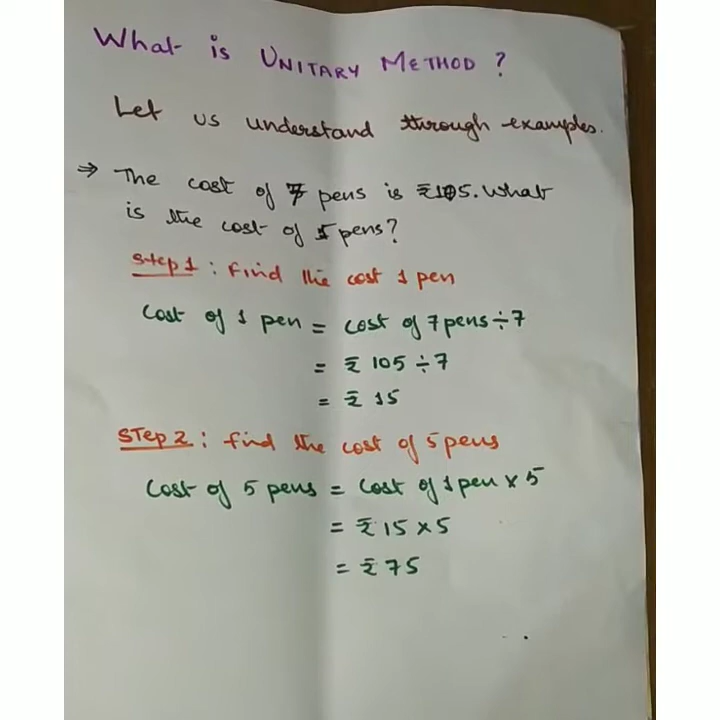 What is UNITARY METHOD ?
Let us understand through examples.
⇒ The cost of 7 pens is ₹105. What
is the cost of 5 pens?
Step 1 : Find the cost 1 pen
Cost of 1 pen = cost of 7 pens ÷ 7
= ₹ 105 ÷ 7
= ₹ 15
STep 2 : find the cost of 5 pens
Cost of 5 pens = cost of 1 pen × 5
= ₹ 15 × 5
= ₹ 75